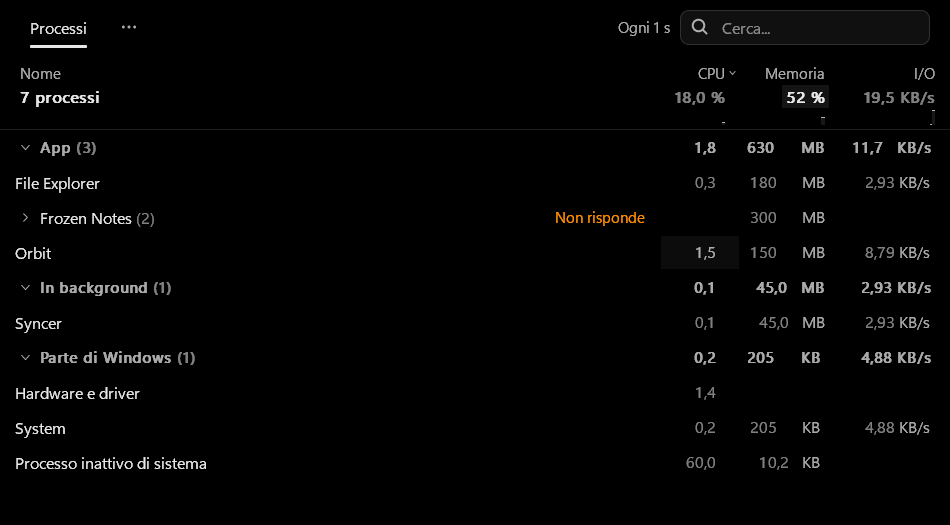 Processi ··· Ogni 1 s Cerca...
Nome CPU Memoria I/O
7 processi 18,0 % 52 % 19,5 KB/s
App (3) 1,8 630 MB 11,7 KB/s
File Explorer 0,3 180 MB 2,93 KB/s
Frozen Notes (2) Non risponde 300 MB
Orbit 1,5 150 MB 8,79 KB/s
In background (1) 0,1 45,0 MB 2,93 KB/s
Syncer 0,1 45,0 MB 2,93 KB/s
Parte di Windows (1) 0,2 205 KB 4,88 KB/s
Hardware e driver 1,4
System 0,2 205 KB 4,88 KB/s
Processo inattivo di sistema 60,0 10,2 KB